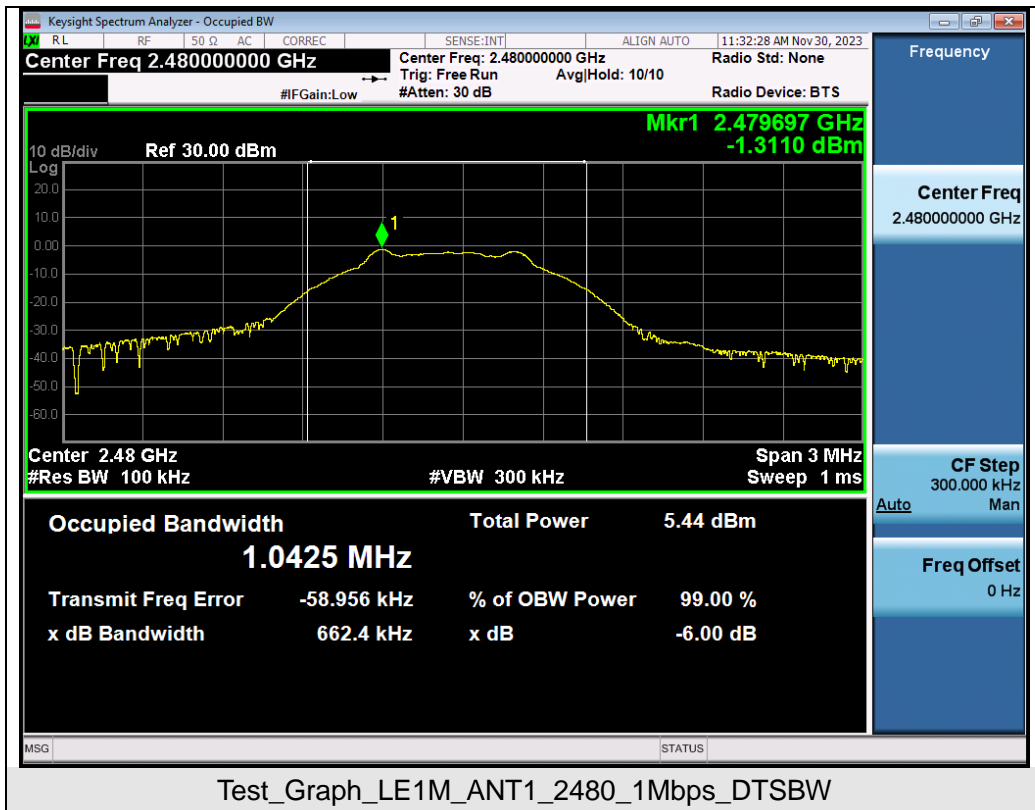 Keysight Spectrum Analyzer - Occupied BW
LXI RL RF 50 Ω AC CORREC SENSE:INT ALIGN AUTO 11:32:28 AM Nov 30, 2023
Center Freq 2.480000000 GHz
Center Freq: 2.480000000 GHz Radio Std: None
Trig: Free Run Avg|Hold: 10/10
#IFGain:Low #Atten: 30 dB Radio Device: BTS
Mkr1 2.479697 GHz
-1.3110 dBm
10 dB/div Ref 30.00 dBm
Log
20.0
10.0
0.00
-10.0
-20.0
-30.0
-40.0
-50.0
-60.0
1
Center 2.48 GHz Span 3 MHz
#Res BW 100 kHz #VBW 300 kHz Sweep 1 ms
Occupied Bandwidth Total Power 5.44 dBm
1.0425 MHz
Transmit Freq Error -58.956 kHz % of OBW Power 99.00 %
x dB Bandwidth 662.4 kHz x dB -6.00 dB
MSG STATUS
Frequency
Center Freq
2.480000000 GHz
CF Step
300.000 kHz
Auto Man
Freq Offset
0 Hz
Test_Graph_LE1M_ANT1_2480_1Mbps_DTSBW